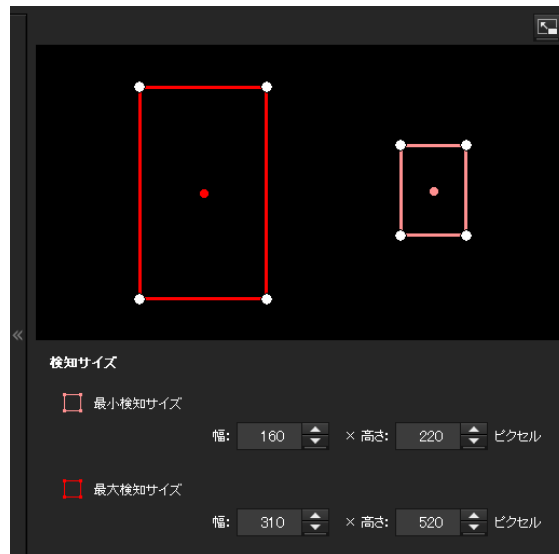 «
検知サイズ
最小検知サイズ
幅: 160 × 高さ: 220 ピクセル
最大検知サイズ
幅: 310 × 高さ: 520 ピクセル